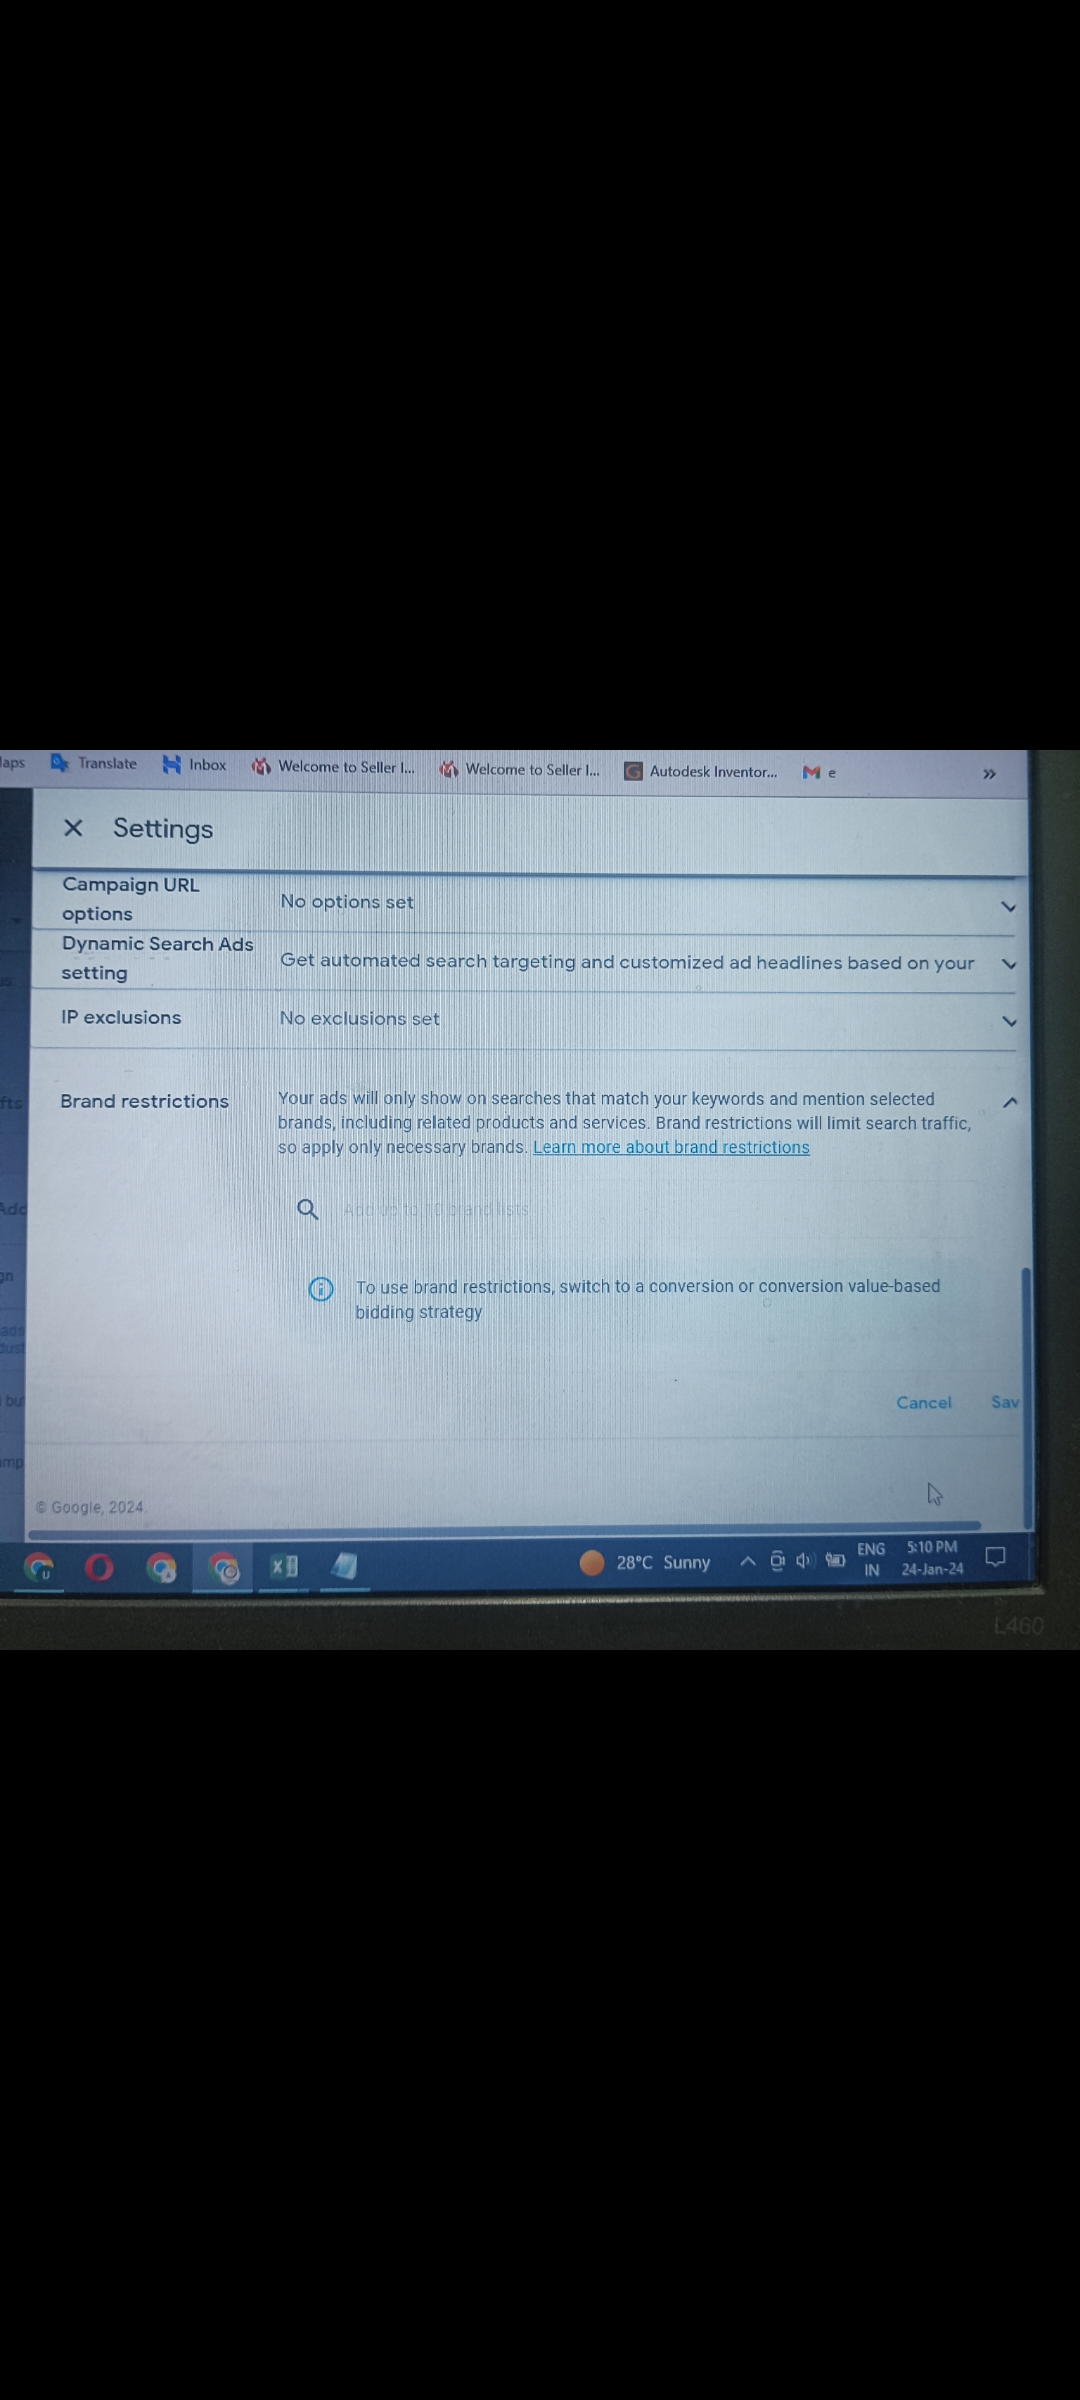 laps Translate Inbox Welcome to Seller I... Welcome to Seller I... Autodesk Inventor... e »
Settings
Campaign URL
options
No options set
Dynamic Search Ads
setting
Get automated search targeting and customized ad headlines based on your
IP exclusions
No exclusions set
fts
Brand restrictions
Your ads will only show on searches that match your keywords and mention selected
brands, including related products and services. Brand restrictions will limit search traffic,
so apply only necessary brands. Learn more about brand restrictions
Add
Add up to 10 brand lists
gn
To use brand restrictions, switch to a conversion or conversion value-based
bidding strategy
ads
dust
bu
Cancel Sav
amp
© Google, 2024.
28°C Sunny
ENG
IN
5:10 PM
24-Jan-24
L460